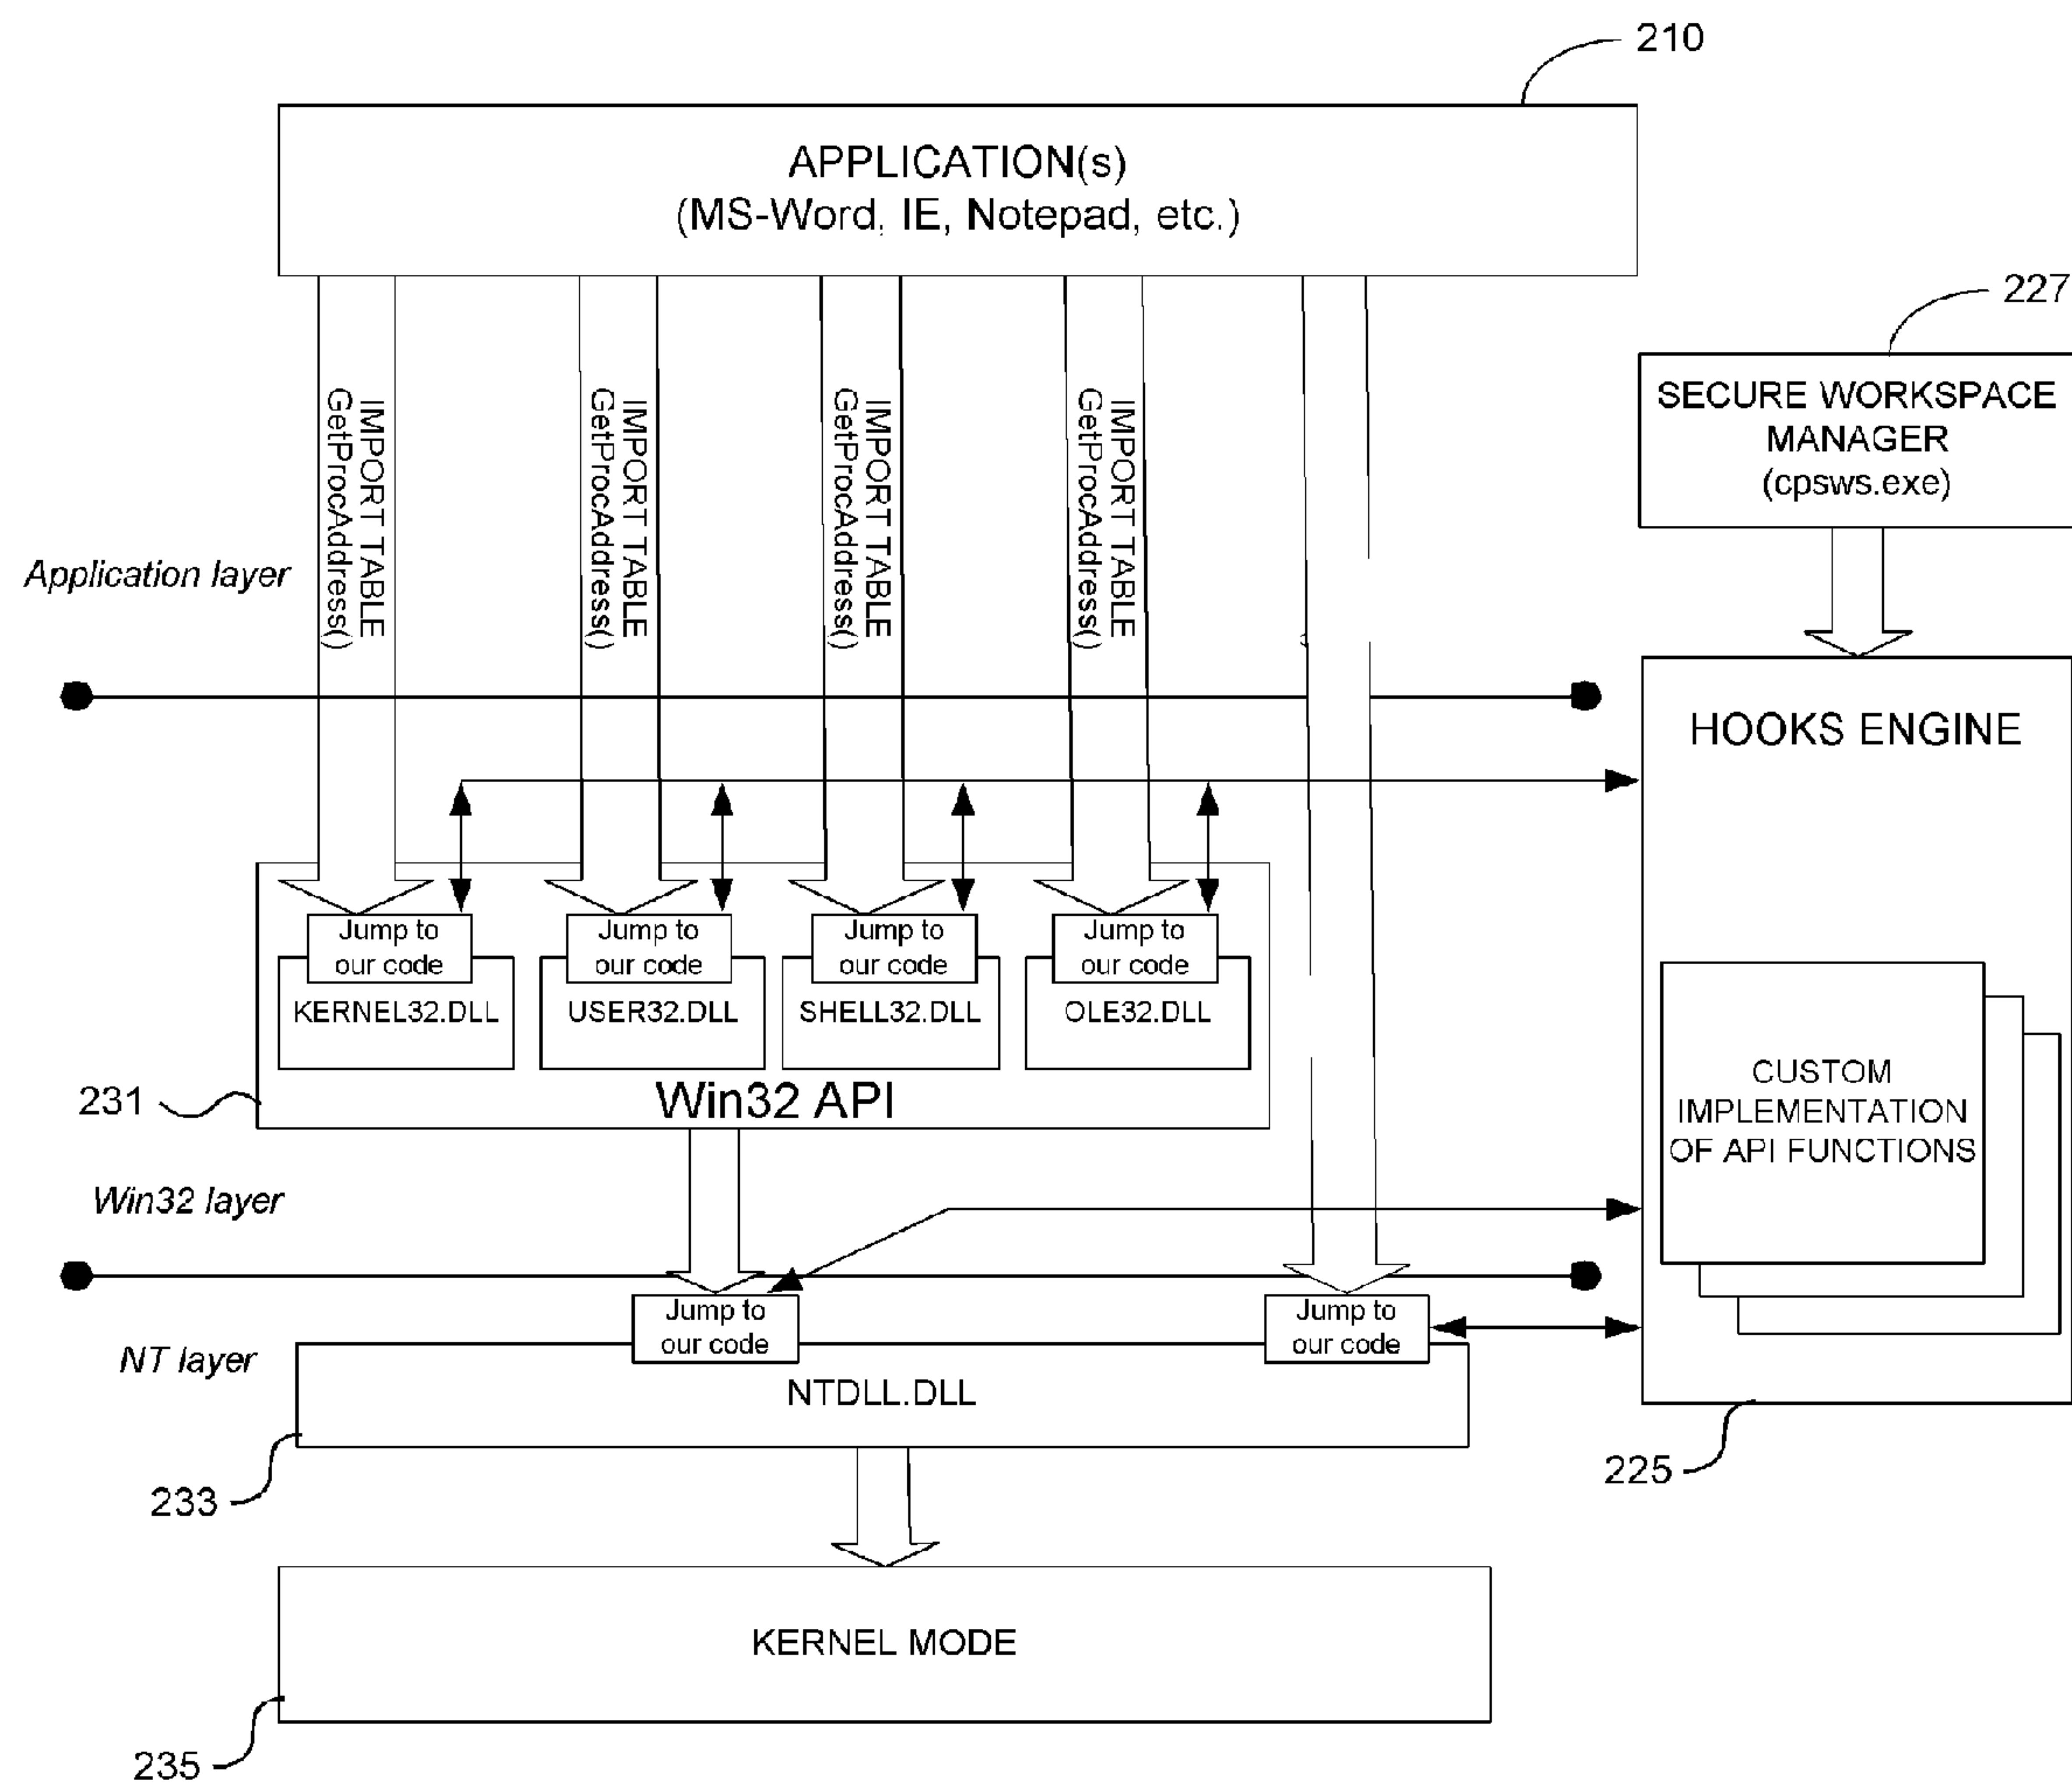 210
APPLICATION(s)
(MS-Word, IE, Notepad, etc.)
227
SECURE WORKSPACE
MANAGER
(cpsws.exe)
IMPORT TABLE
GetProcAddress()
IMPORT TABLE
GetProcAddress()
IMPORT TABLE
GetProcAddress()
IMPORT TABLE
GetProcAddress()
Application layer
HOOKS ENGINE
Jump to
our code
Jump to
our code
Jump to
our code
Jump to
our code
KERNEL32.DLL
USER32.DLL
SHELL32.DLL
OLE32.DLL
231
Win32 API
CUSTOM
IMPLEMENTATION
OF API FUNCTIONS
Win32 layer
Jump to
our code
Jump to
our code
NT layer
NTDLL.DLL
225
233
KERNEL MODE
235